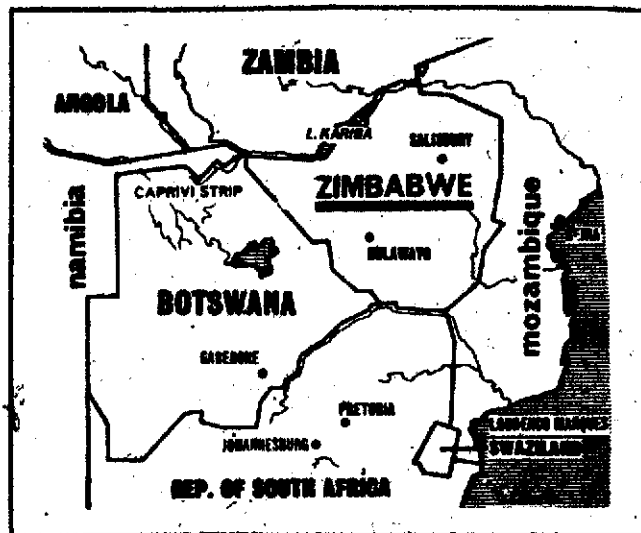 ZAMBIA
ANGOLA
L. KARIBA
SALISBURY
CAPRIVI STRIP
ZIMBABWE
namibia
mozambique
BULAWAYO
BOTSWANA
GABERONE
PRETORIA
LOURENCO MARQUES
JOHANNESBURG
SWAZILAND
REP. OF SOUTH AFRICA